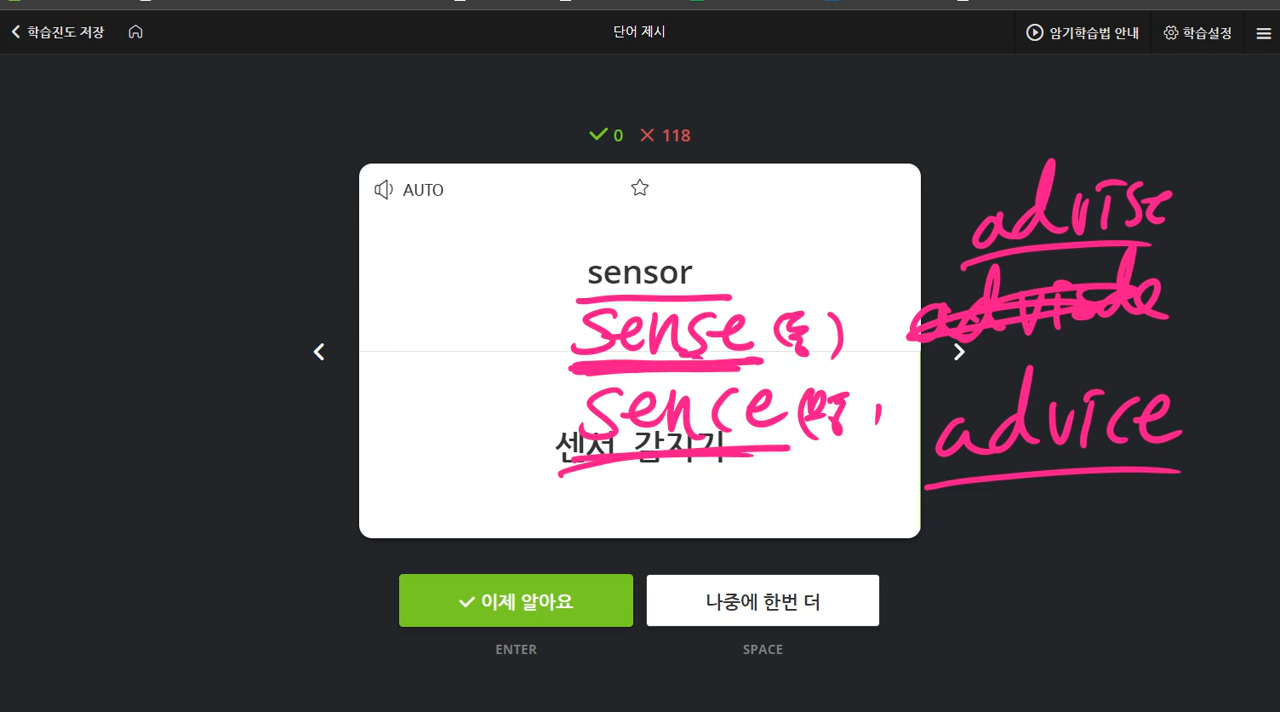 학습진도 저장 단어 제시 암기학습법 안내 학습설정
0 118
AUTO
sensor
sense (동)
sence (명,
센서 감지기
advise
advice
이제 알아요 나중에 한번 더
ENTER SPACE